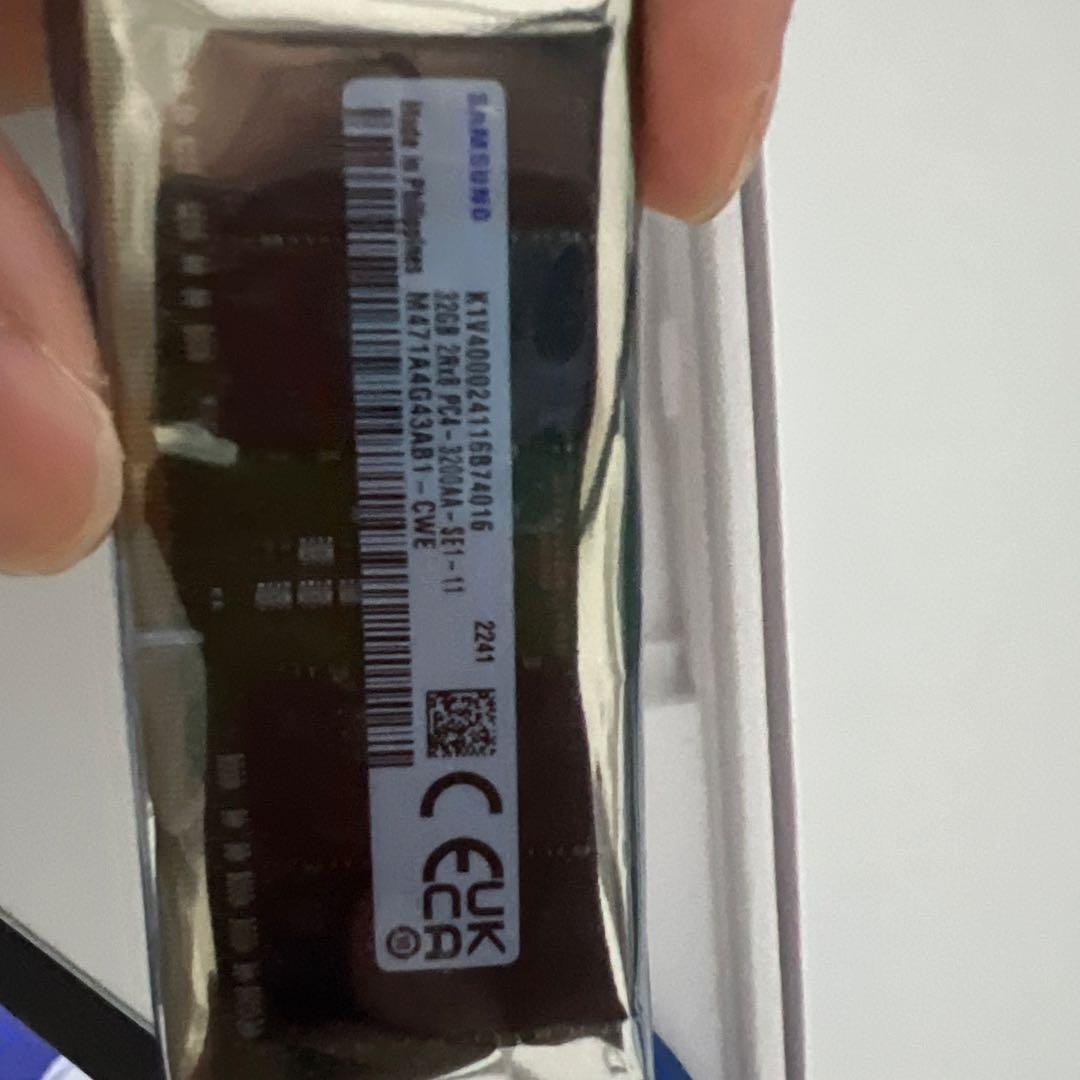 SAMSUNG
Made in Philippines
K1V400024116B74016 2241
32GB 2Rx8 PC4-3200AA-SE1-11
M471A4G43AB1-CWE
CE
UK
CA